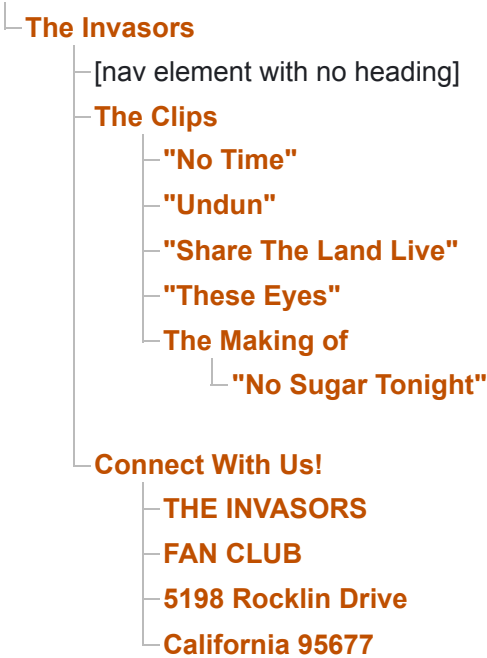 The Invasors
[nav element with no heading]
The Clips
"No Time"
"Undun"
"Share The Land Live"
"These Eyes"
The Making of
"No Sugar Tonight"
Connect With Us!
THE INVASORS
FAN CLUB
5198 Rocklin Drive
California 95677